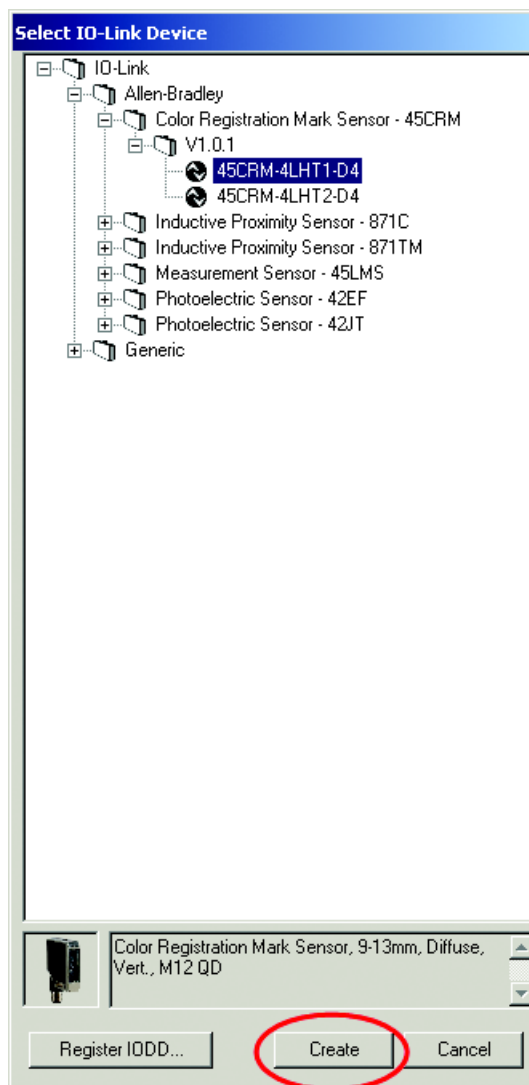 Select IO-Link Device
IO-Link
Allen-Bradley
Color Registration Mark Sensor - 45CRM
V1.0.1
45CRM-4LHT1-D4
45CRM-4LHT2-D4
Inductive Proximity Sensor - 871C
Inductive Proximity Sensor - 871TM
Measurement Sensor - 45LMS
Photoelectric Sensor - 42EF
Photoelectric Sensor - 42JT
Generic
Color Registration Mark Sensor, 9-13mm, Diffuse,
Vert., M12 QD
Register IODD...
Create
Cancel